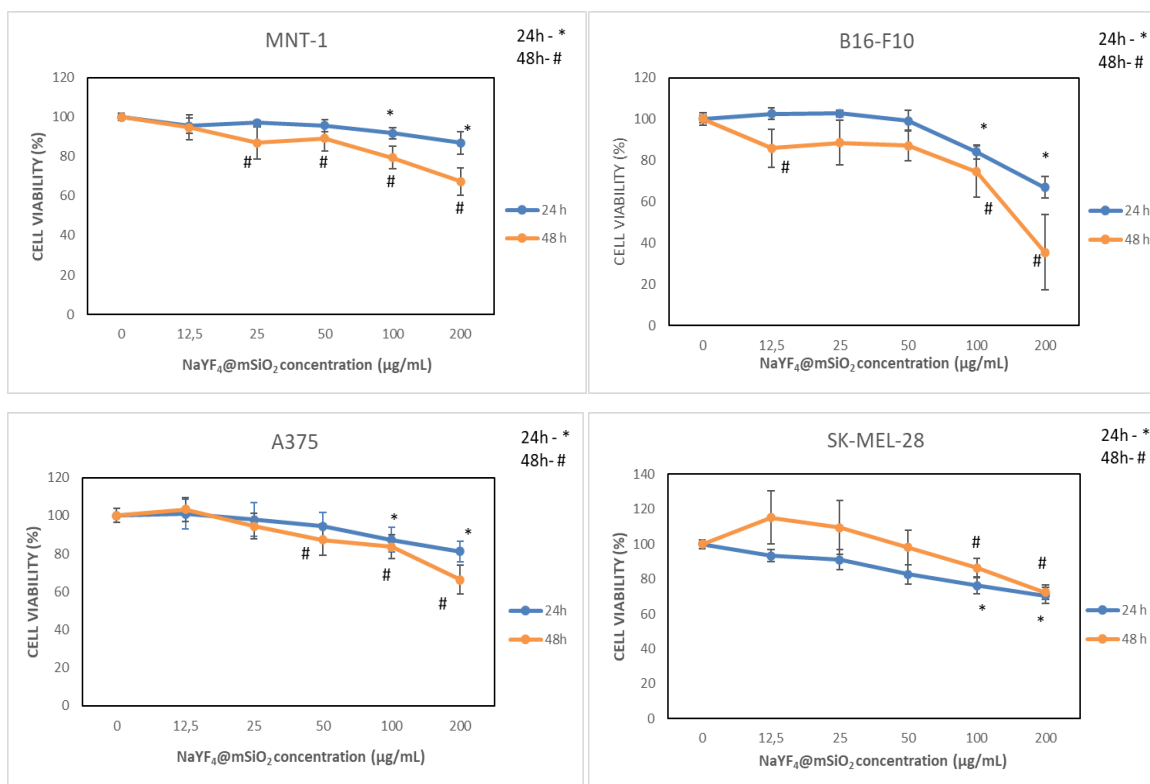 MNT-1
24h - *
48h- #
120
100
80
60
40
20
0
CELL VIABILITY (%)
* *
# # # #
0 12,5 25 50 100 200
NaYF₄@mSiO₂ concentration (µg/mL)
24 h
48 h
B16-F10
24h - *
48h- #
120
100
80
60
40
20
0
CELL VIABILITY (%)
* *
# # #
0 12,5 25 50 100 200
NaYF₄@mSiO₂ concentration (µg/mL)
24 h
48 h
A375
24h - *
48h- #
120
100
80
60
40
20
0
CELL VIABILITY (%)
* *
# # #
0 12,5 25 50 100 200
NaYF₄@mSiO₂ concentration (µg/mL)
24h
48h
SK-MEL-28
24h - *
48h- #
140
120
100
80
60
40
20
0
CELL VIABILITY (%)
# #
* *
0 12,5 25 50 100 200
NaYF₄@mSiO₂ concentration (µg/mL)
24 h
48 h